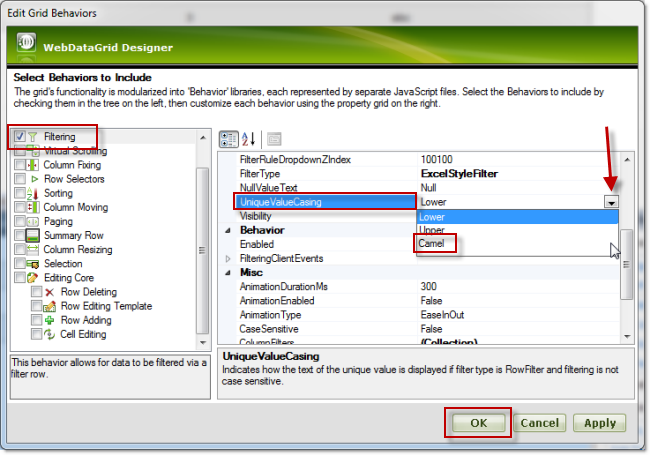 Edit Grid Behaviors
WebDataGrid Designer
Select Behaviors to Include
The grid's functionality is modularized into 'Behavior' libraries, each represented by separate JavaScript files. Select the Behaviors to include by
checking them in the tree on the left, then customize each behavior using the property grid on the right.
Filtering
Virtual Scrolling
Column Fixing
Row Selectors
Sorting
Column Moving
Paging
Summary Row
Column Resizing
Selection
Editing Core
Row Deleting
Row Editing Template
Row Adding
Cell Editing
This behavior allows for data to be filtered via a
filter row.
FilterRuleDropdownZIndex 100100
FilterType ExcelStyleFilter
NullValueText Null
UniqueValueCasing Lower
Visibility
Lower
Upper
Camel
Behavior
Enabled
FilteringClientEvents
Misc
AnimationDurationMs 300
AnimationEnabled False
AnimationType EaseInOut
CaseSensitive False
ColumnFilters (Collection)
UniqueValueCasing
Indicates how the text of the unique value is displayed if filter type is RowFilter and filtering is not
case sensitive.
OK Cancel Apply